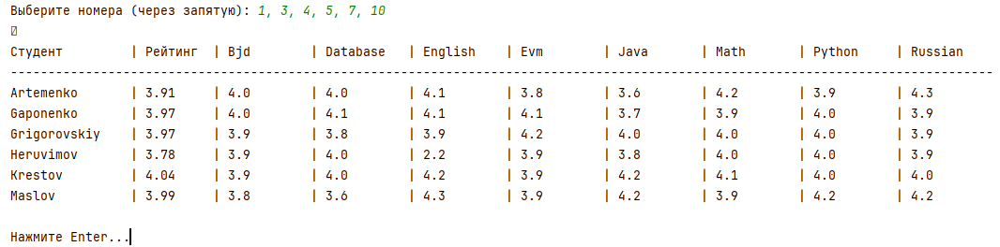 Выберите номера (через запятую): 1, 3, 4, 5, 7, 10
Студент | Рейтинг | Bjd | Database | English | Evm | Java | Math | Python | Russian
-----------------------------------------------------------------------------------------------------------------------------------
Artemenko | 3.91 | 4.0 | 4.0 | 4.1 | 3.8 | 3.6 | 4.2 | 3.9 | 4.3
Gaponenko | 3.97 | 4.0 | 4.1 | 4.1 | 4.1 | 3.7 | 3.9 | 4.0 | 3.9
Grigorovskiy | 3.97 | 3.9 | 3.8 | 3.9 | 4.2 | 4.0 | 4.0 | 4.0 | 3.9
Heruvimov | 3.78 | 3.9 | 4.0 | 2.2 | 3.9 | 3.8 | 4.0 | 4.0 | 3.9
Krestov | 4.04 | 3.9 | 4.0 | 4.2 | 3.9 | 4.2 | 4.1 | 4.0 | 4.0
Maslov | 3.99 | 3.8 | 3.6 | 4.3 | 3.9 | 4.2 | 3.9 | 4.2 | 4.2
Нажмите Enter...